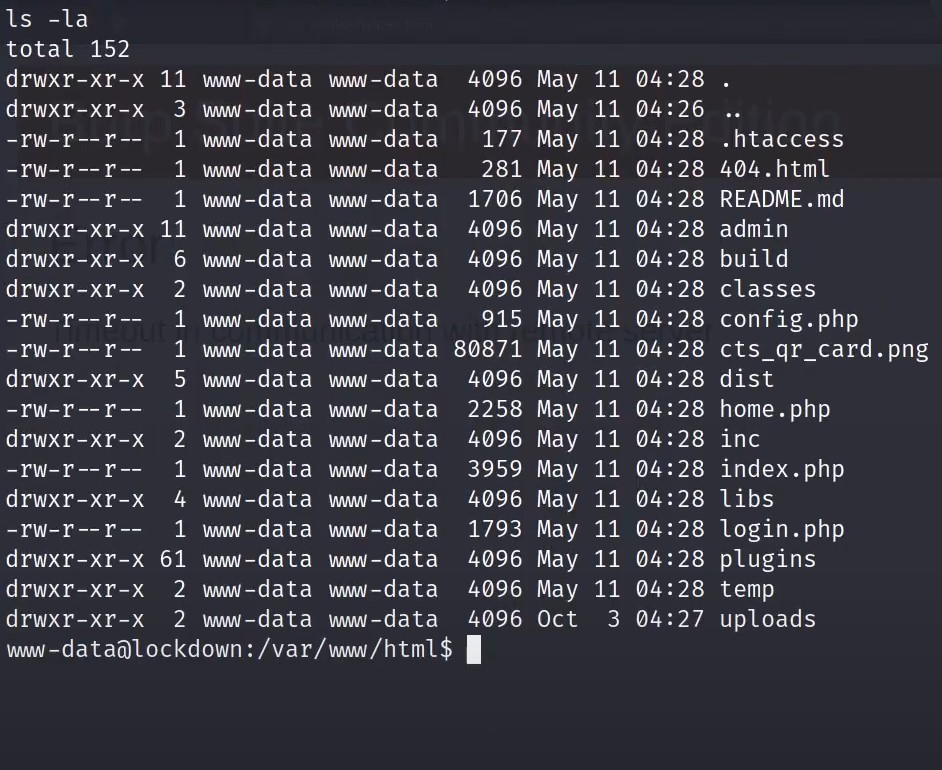 ls -la
total 152
drwxr-xr-x 11 www-data www-data  4096 May 11 04:28 .
drwxr-xr-x  3 www-data www-data  4096 May 11 04:26 ..
-rw-r--r--  1 www-data www-data   177 May 11 04:28 .htaccess
-rw-r--r--  1 www-data www-data   281 May 11 04:28 404.html
-rw-r--r--  1 www-data www-data  1706 May 11 04:28 README.md
drwxr-xr-x 11 www-data www-data  4096 May 11 04:28 admin
drwxr-xr-x  6 www-data www-data  4096 May 11 04:28 build
drwxr-xr-x  2 www-data www-data  4096 May 11 04:28 classes
-rw-r--r--  1 www-data www-data   915 May 11 04:28 config.php
-rw-r--r--  1 www-data www-data 80871 May 11 04:28 cts_qr_card.png
drwxr-xr-x  5 www-data www-data  4096 May 11 04:28 dist
-rw-r--r--  1 www-data www-data  2258 May 11 04:28 home.php
drwxr-xr-x  2 www-data www-data  4096 May 11 04:28 inc
-rw-r--r--  1 www-data www-data  3959 May 11 04:28 index.php
drwxr-xr-x  4 www-data www-data  4096 May 11 04:28 libs
-rw-r--r--  1 www-data www-data  1793 May 11 04:28 login.php
drwxr-xr-x 61 www-data www-data  4096 May 11 04:28 plugins
drwxr-xr-x  2 www-data www-data  4096 May 11 04:28 temp
drwxr-xr-x  2 www-data www-data  4096 Oct  3 04:27 uploads
www-data@lockdown:/var/www/html$